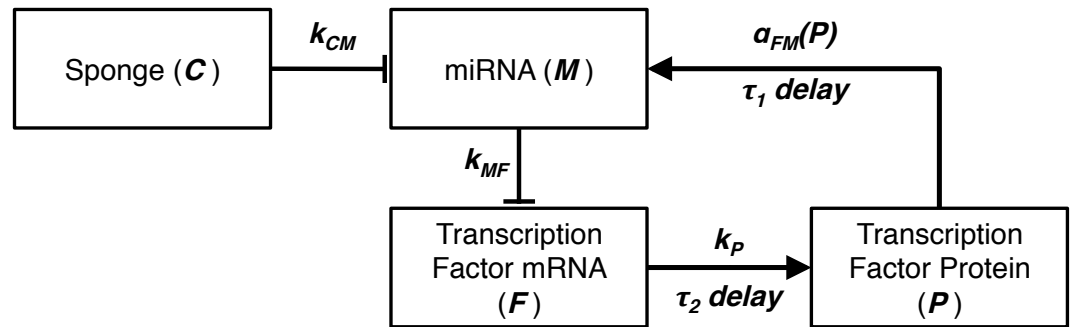 Sponge (C)
k_CM
miRNA (M)
a_FM(P)
τ_1 delay
k_MF
Transcription
Factor mRNA
(F)
k_P
τ_2 delay
Transcription
Factor Protein
(P)